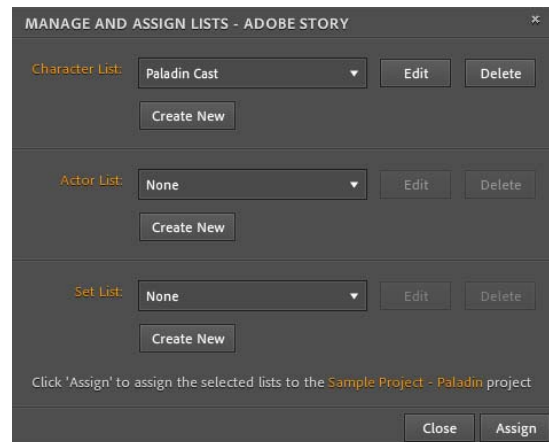 MANAGE AND ASSIGN LISTS - ADOBE STORY ×
Character List: Paladin Cast Edit Delete
Create New
Actor List: None Edit Delete
Create New
Set List: None Edit Delete
Create New
Click 'Assign' to assign the selected lists to the Sample Project - Paladin project
Close Assign